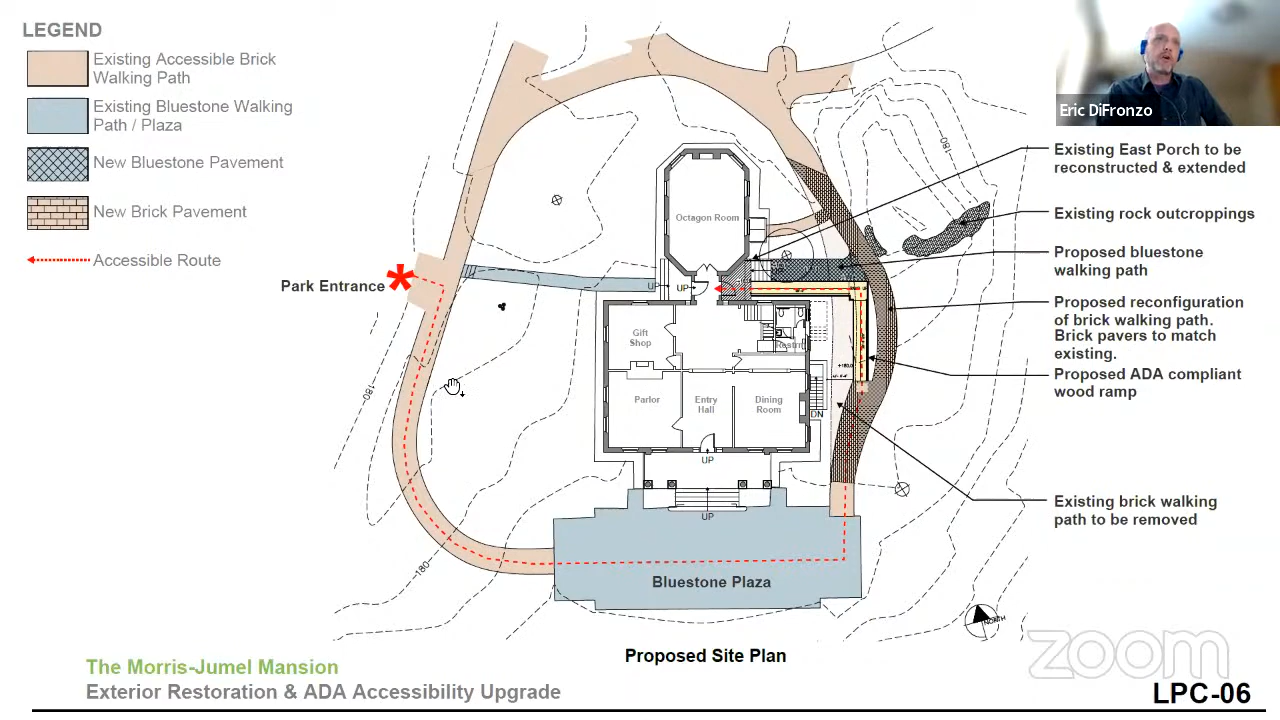 LEGEND
Existing Accessible Brick
Walking Path
Existing Bluestone Walking
Path / Plaza
New Bluestone Pavement
New Brick Pavement
Accessible Route
Eric DiFronzo
Existing East Porch to be
reconstructed & extended
Existing rock outcroppings
Proposed bluestone
walking path
Proposed reconfiguration
of brick walking path.
Brick pavers to match
existing.
Proposed ADA compliant
wood ramp
Existing brick walking
path to be removed
Park Entrance
Octagon Room
UP
UP
Gift
Shop
Parlor
Entry
Hall
Dining
Room
DN
UP
UP
Bluestone Plaza
180
180
180
NORTH
Proposed Site Plan
zoom
The Morris-Jumel Mansion
Exterior Restoration & ADA Accessibility Upgrade
LPC-06